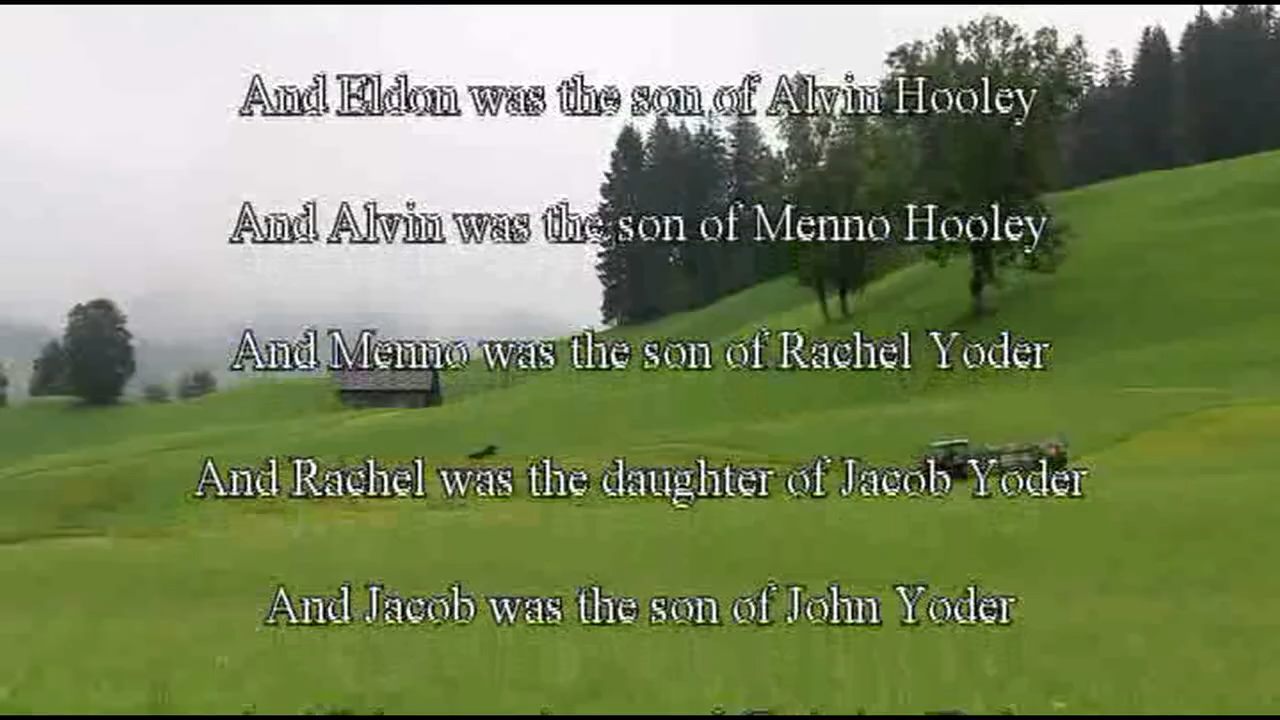 And Eldon was the son of Alvin Hooley
And Alvin was the son of Menno Hooley
And Menno was the son of Rachel Yoder
And Rachel was the daughter of Jacob Yoder
And Jacob was the son of John Yoder